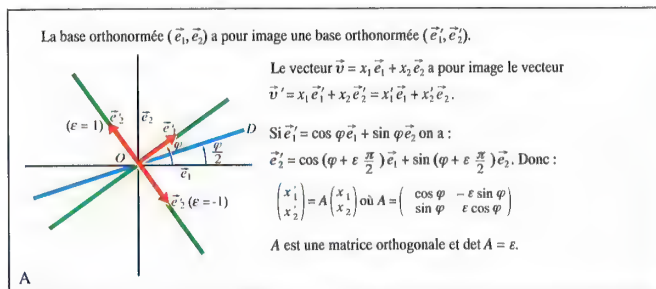 La base orthonormée (e⃗₁, e⃗₂) a pour image une base orthonormée (e⃗′₁, e⃗′₂).
Le vecteur v⃗ = x₁ e⃗₁ + x₂ e⃗₂ a pour image le vecteur
v⃗ ′ = x₁ e⃗′₁ + x₂ e⃗′₂ = x′₁ e⃗₁ + x′₂ e⃗₂.
Si e⃗′₁ = cos φ e⃗₁ + sin φ e⃗₂ on a :
e⃗′₂ = cos (φ + ε π/2) e⃗₁ + sin (φ + ε π/2) e⃗₂. Donc :
(x′₁ x′₂) = A (x₁ x₂) où A = ( cos φ − ε sin φ
sin φ ε cos φ )
A est une matrice orthogonale et det A = ε.
(ε = 1) e⃗′₂
e⃗₂
e⃗′₁
D
φ
φ/2
O
e⃗₁
e⃗′₂ (ε = -1)
A